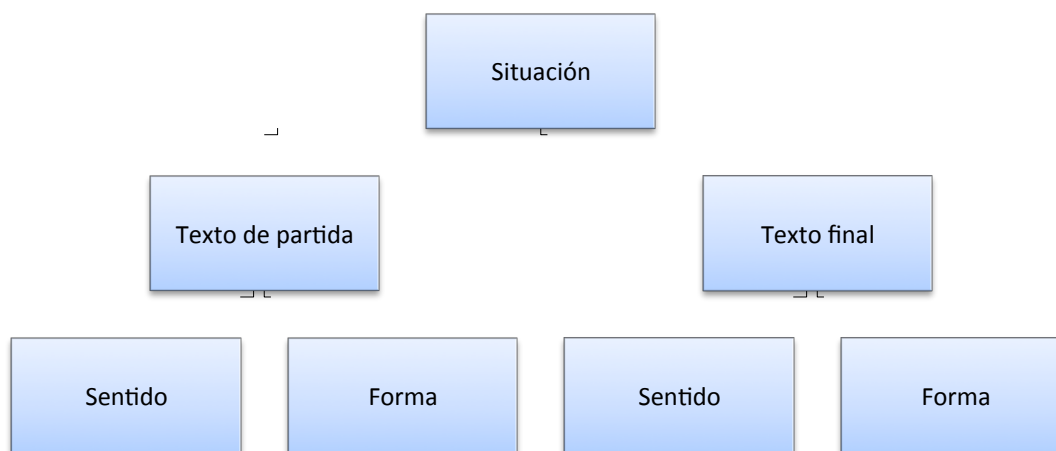 Situación
Texto de partida
Texto final
Sentido
Forma
Sentido
Forma